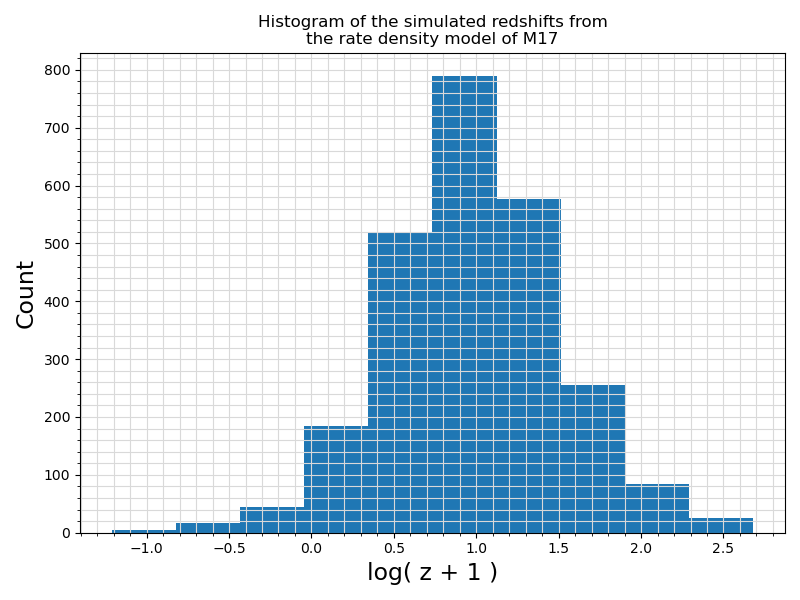 Histogram of the simulated redshifts from
the rate density model of M17
800
700
600
500
400
300
200
100
0
Count
−1.0 −0.5 0.0 0.5 1.0 1.5 2.0 2.5
log( z + 1 )